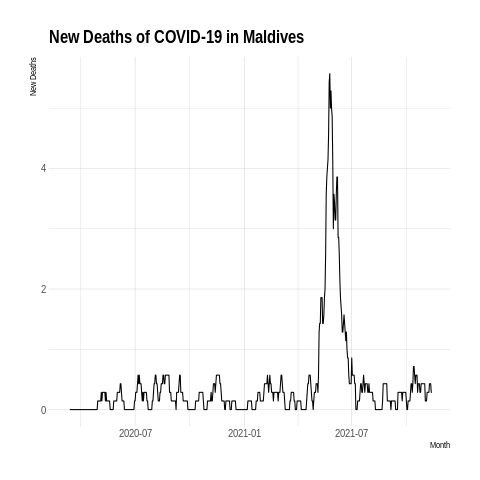 New Deaths of COVID-19 in Maldives
New Deaths
4
2
0
2020-07
2021-01
2021-07
Month